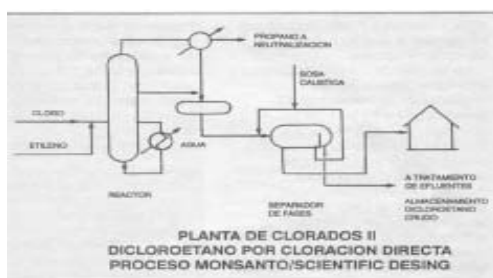 PROPANO A
NEUTRALIZACION
SOSA
CAUSTICA
CLORO
ETILENO
AGUA
REACTOR
SEPARADOR
DE FASES
A TRATAMIENTO
DE EFLUENTES
ALMACENAMIENTO
DICLOROETANO
CRUDO
PLANTA DE CLORADOS II
DICLOROETANO POR CLORACION DIRECTA
PROCESO MONSANTO/SCIENTIFIC DESING